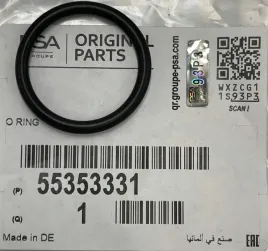 PSA ORIGINAL PARTS
GROUPE
qr.groupe-psa.com
WXZCG1
1S93P3
SCAN !
O RING
(P) 55353331
(Q) 1
Made in DE
صنع في ألمانيا
EAC